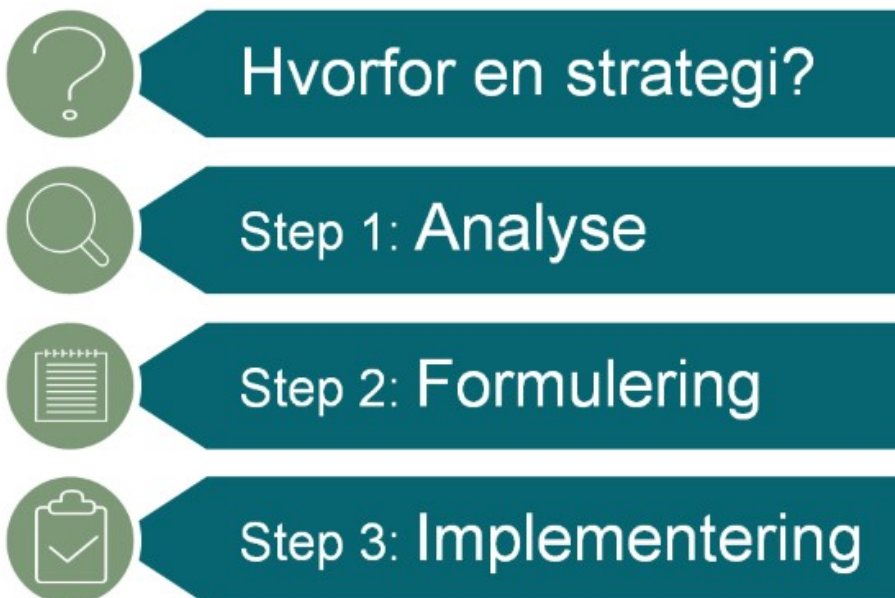 Hvorfor en strategi?
Step 1: Analyse
Step 2: Formulering
Step 3: Implementering